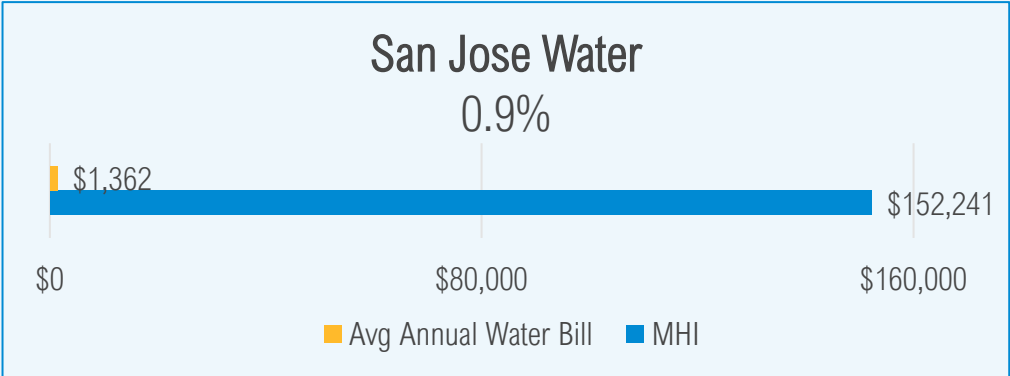 San Jose Water
0.9%
$1,362
$152,241
$0 $80,000 $160,000
Avg Annual Water Bill MHI